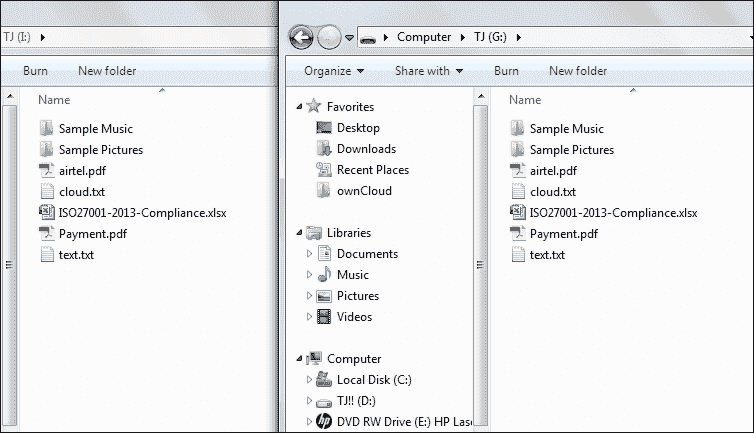 TJ (I:)
Burn New folder
Name
Sample Music
Sample Pictures
airtel.pdf
cloud.txt
ISO27001-2013-Compliance.xlsx
Payment.pdf
text.txt
Computer TJ (G:)
Organize Share with Burn New folder
Favorites
Desktop
Downloads
Recent Places
ownCloud
Libraries
Documents
Music
Pictures
Videos
Computer
Local Disk (C:)
TJ!! (D:)
DVD RW Drive (E:) HP Lase
Name
Sample Music
Sample Pictures
airtel.pdf
cloud.txt
ISO27001-2013-Compliance.xlsx
Payment.pdf
text.txt